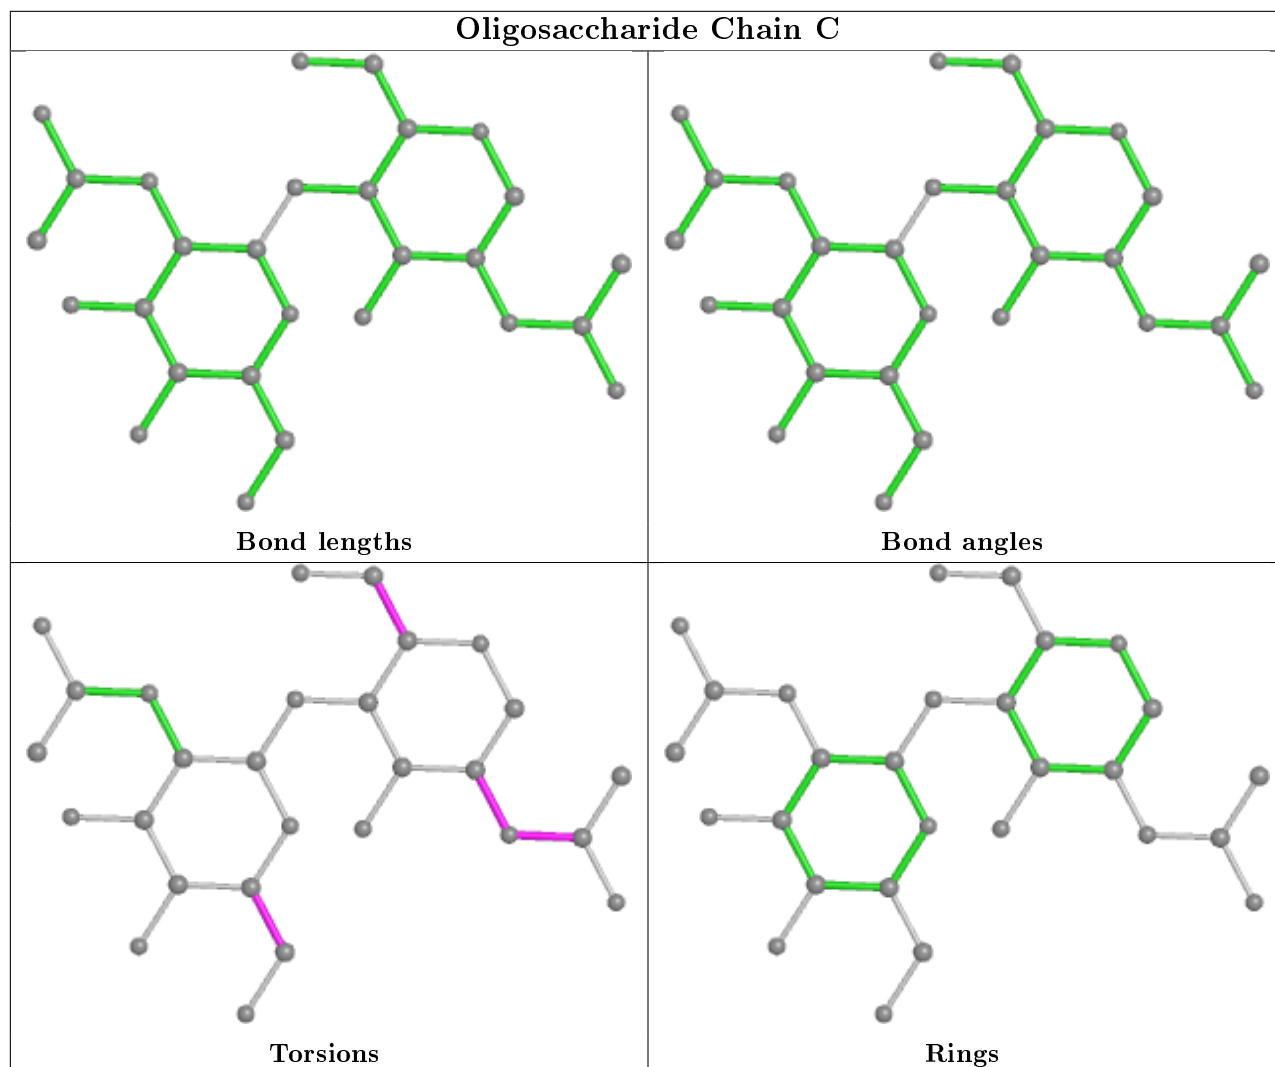 Oligosaccharide Chain C
Bond lengths
Bond angles
Torsions
Rings